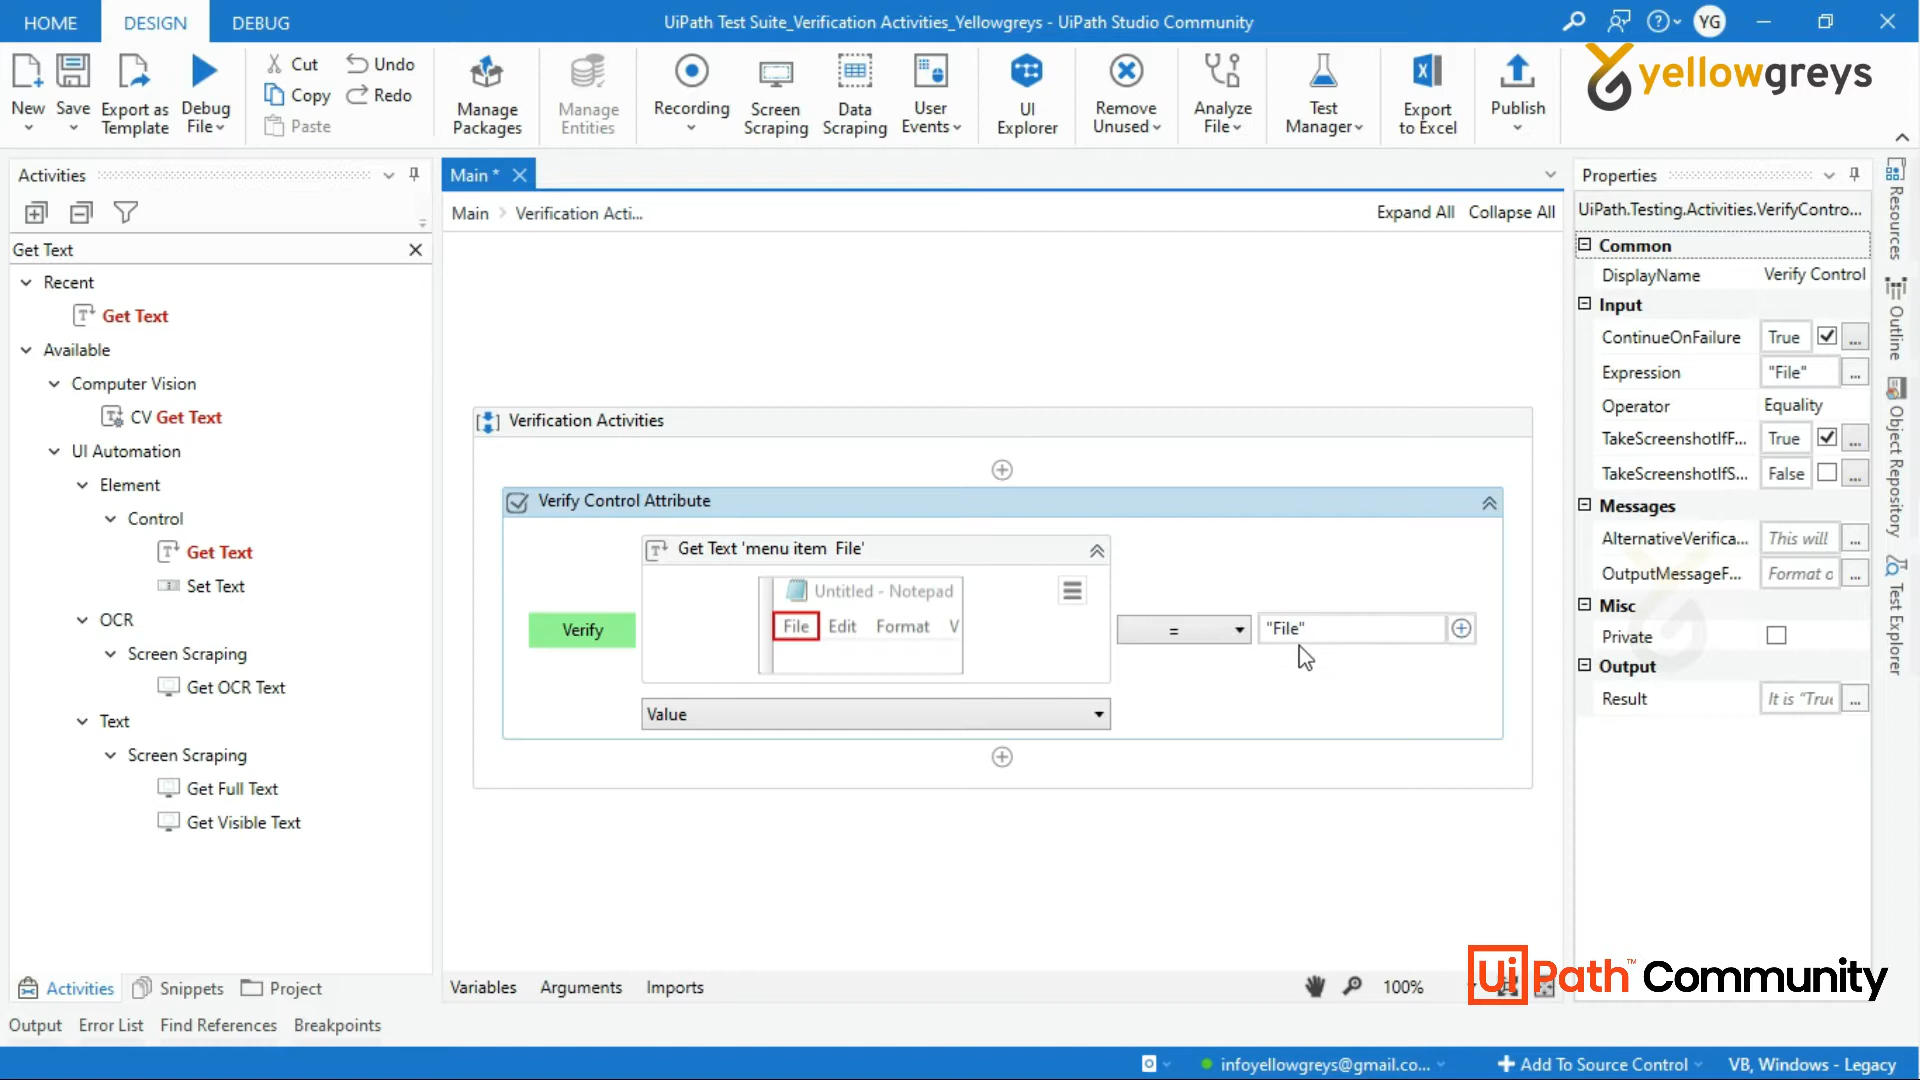 HOME DESIGN DEBUG UiPath Test Suite_Verification Activities_Yellowgreys - UiPath Studio Community YG
New Save Export as Template Debug File Cut Copy Paste Undo Redo Manage Packages Manage Entities Recording Screen Scraping Data Scraping User Events UI Explorer Remove Unused Analyze File Test Manager Export to Excel Publish
yellowgreys
Activities
Get Text
Recent
Get Text
Available
Computer Vision
CV Get Text
UI Automation
Element
Control
Get Text
Set Text
OCR
Screen Scraping
Get OCR Text
Text
Screen Scraping
Get Full Text
Get Visible Text
Activities Snippets Project
Main *
Main Verification Acti... Expand All Collapse All
Verification Activities
Verify Control Attribute
Get Text 'menu item File'
Untitled - Notepad
File Edit Format V
Verify = "File"
Value
Variables Arguments Imports 100%
Properties
UiPath.Testing.Activities.VerifyContro...
Common
DisplayName Verify Control
Input
ContinueOnFailure True ...
Expression "File" ...
Operator Equality
TakeScreenshotIfF... True ...
TakeScreenshotIfS... False ...
Messages
AlternativeVerifica... This will ...
OutputMessageF... Format o ...
Misc
Private
Output
Result It is "True ...
Resources
Outline
Object Repository
Test Explorer
UiPath™ Community
Output Error List Find References Breakpoints
infoyellowgreys@gmail.co... Add To Source Control VB, Windows - Legacy